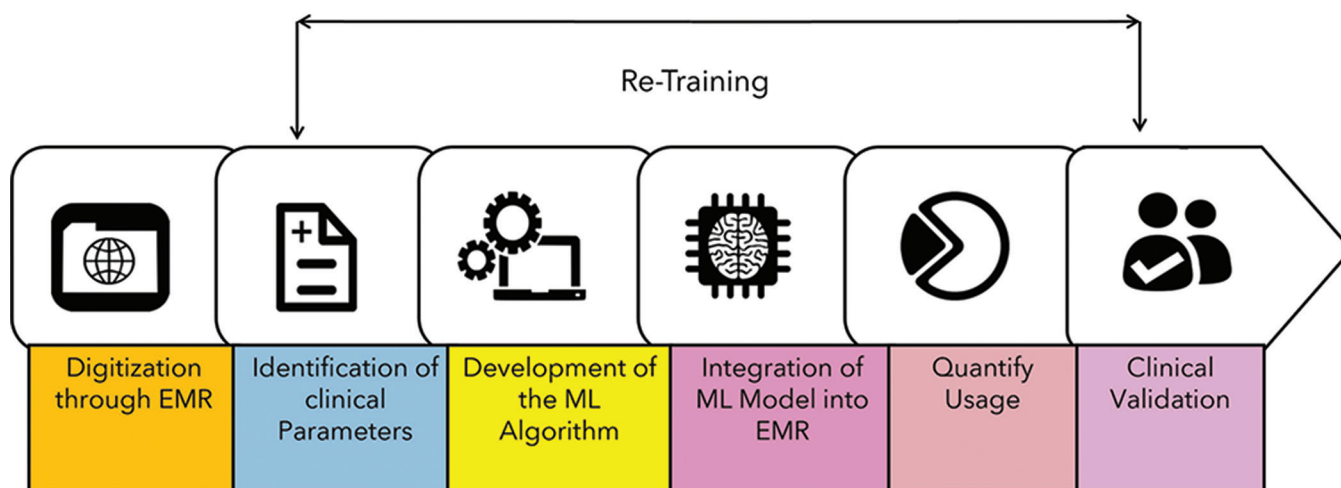 Re-Training
Digitization
through EMR
Identification of
clinical
Parameters
Development of
the ML
Algorithm
Integration of
ML Model into
EMR
Quantify
Usage
Clinical
Validation